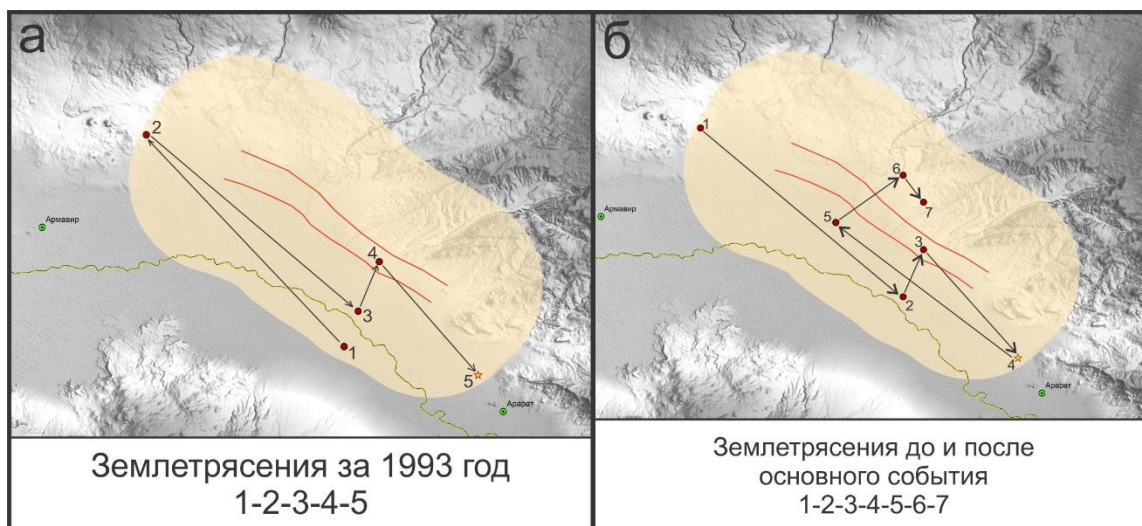 а
2
Армавир
4
3
1
5
Арарат
Землетрясения за 1993 год
1-2-3-4-5
б
1
6
7
5
Армавир
3
2
4
Арарат
Землетрясения до и после
основного события
1-2-3-4-5-6-7